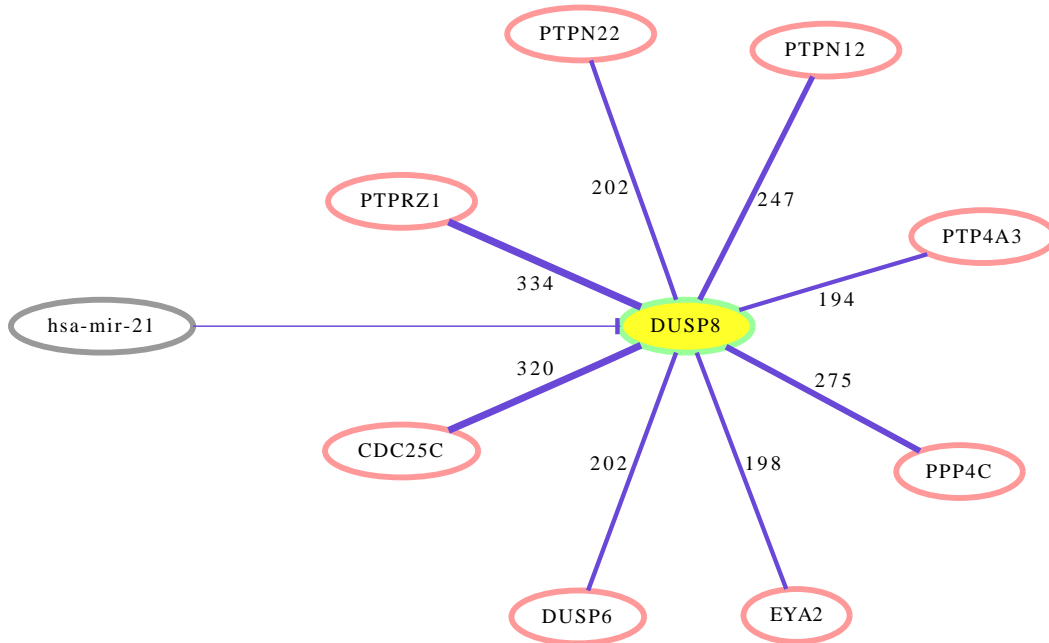 PTPN22
PTPN12
202
247
PTPRZ1
PTP4A3
334
194
hsa-mir-21
DUSP8
320
275
CDC25C
PPP4C
202
198
DUSP6
EYA2